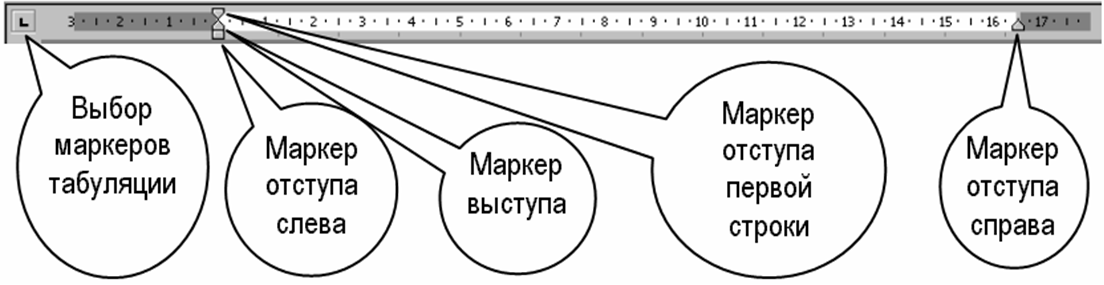 3 2 1 1 2 3 4 5 6 7 8 9 10 11 12 13 14 15 16 17
Выбор
маркеров
табуляции
Маркер
отступа
слева
Маркер
выступа
Маркер
отступа
первой
строки
Маркер
отступа
справа